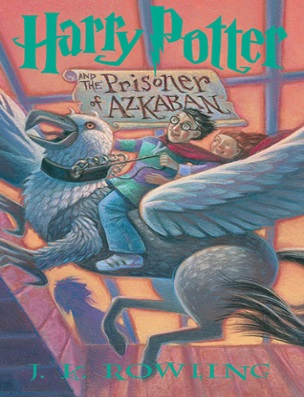 Harry Potter
AND THE Prisoner
of AZKABAN
J. K. ROWLING